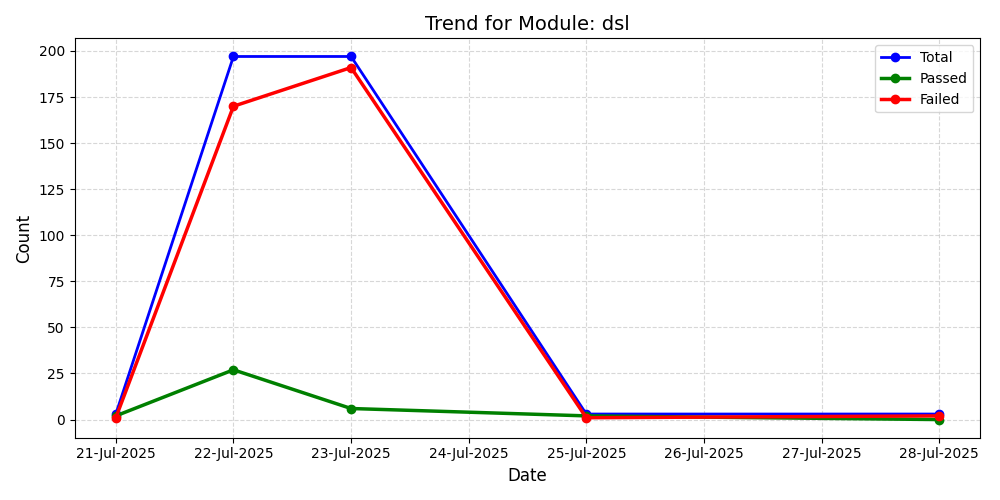 Trend for Module: dsl
200
175
150
125
100
75
50
25
0
Count
Total
Passed
Failed
21-Jul-2025 22-Jul-2025 23-Jul-2025 24-Jul-2025 25-Jul-2025 26-Jul-2025 27-Jul-2025 28-Jul-2025
Date